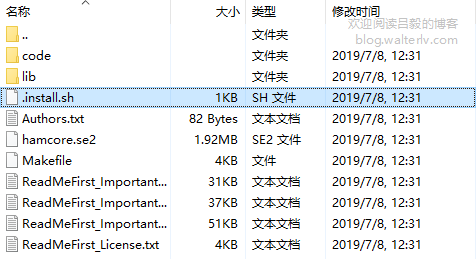 名称 大小 类型 修改时间
欢迎阅读吕毅的博客
blog.walterlv.com
.. 文件夹
code 文件夹 2019/7/8, 12:31
lib 文件夹 2019/7/8, 12:31
.install.sh 1KB SH 文件 2019/7/8, 12:31
Authors.txt 82 Bytes 文本文档 2019/7/8, 12:31
hamcore.se2 1.92MB SE2 文件 2019/7/8, 12:31
Makefile 4KB 文件 2019/7/8, 12:31
ReadMeFirst_Important... 31KB 文本文档 2019/7/8, 12:31
ReadMeFirst_Important... 37KB 文本文档 2019/7/8, 12:31
ReadMeFirst_Important... 51KB 文本文档 2019/7/8, 12:31
ReadMeFirst_License.txt 4KB 文本文档 2019/7/8, 12:31